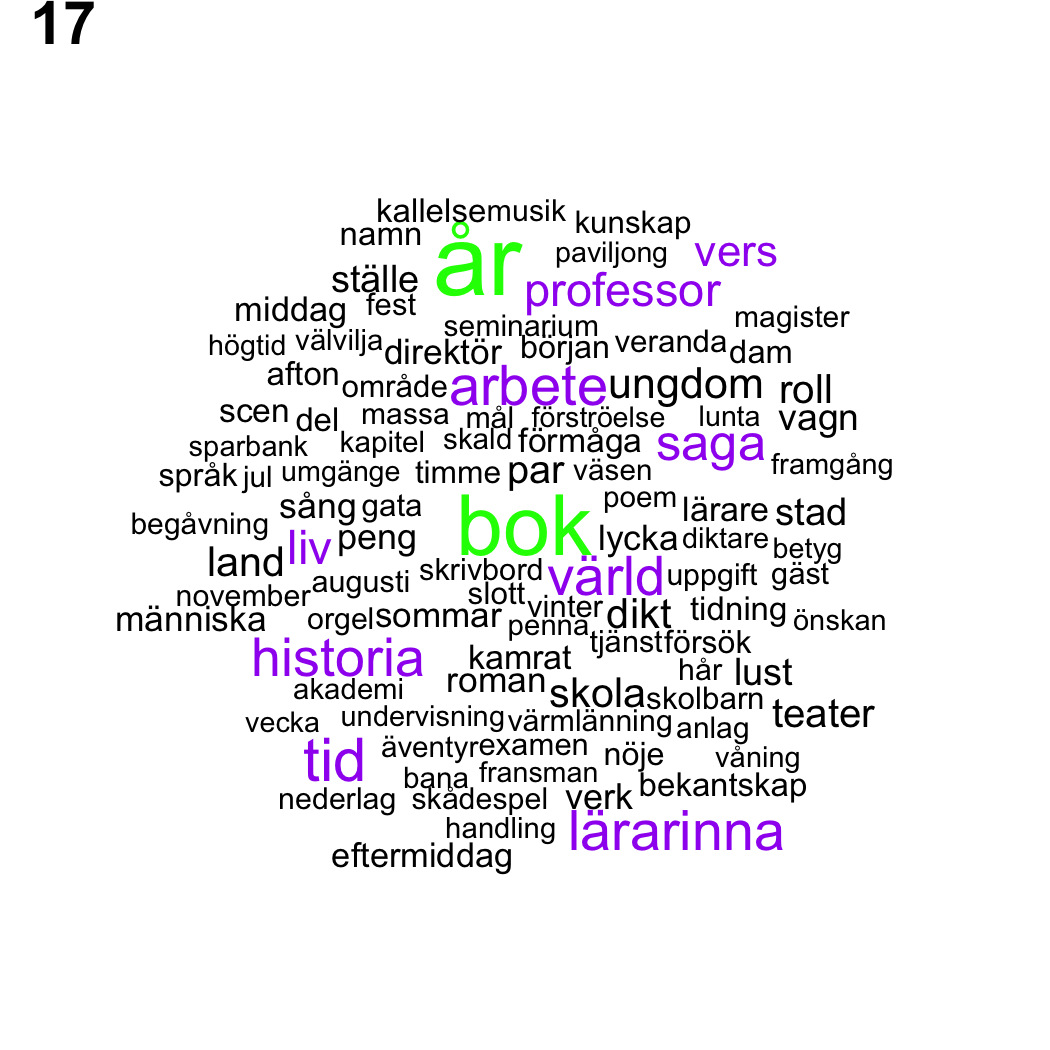 17
kallelse musik kunskap
namn år paviljong vers
ställe professor
middag fest
seminarium magister
högtid välvilja direktör början veranda dam
afton område arbete ungdom roll
scen del massa mål förströelse lunta vagn
sparbank kapitel skald förmåga saga framgång
språk jul umgänge timme par väsen
sång gata bok poem lärare stad
begåvning liv peng lycka diktare betyg
land augusti skrivbord värld uppgift gäst
november slott vinter dikt tidning önskan
människa orgel sommar penna tjänst försök
historia kamrat hår lust
akademi roman skola skolbarn teater
vecka undervisning värmlänning anlag
tid äventyr examen nöje våning
bana fransman bekantskap
nederlag skådespel verk
handling lärarinna
eftermiddag